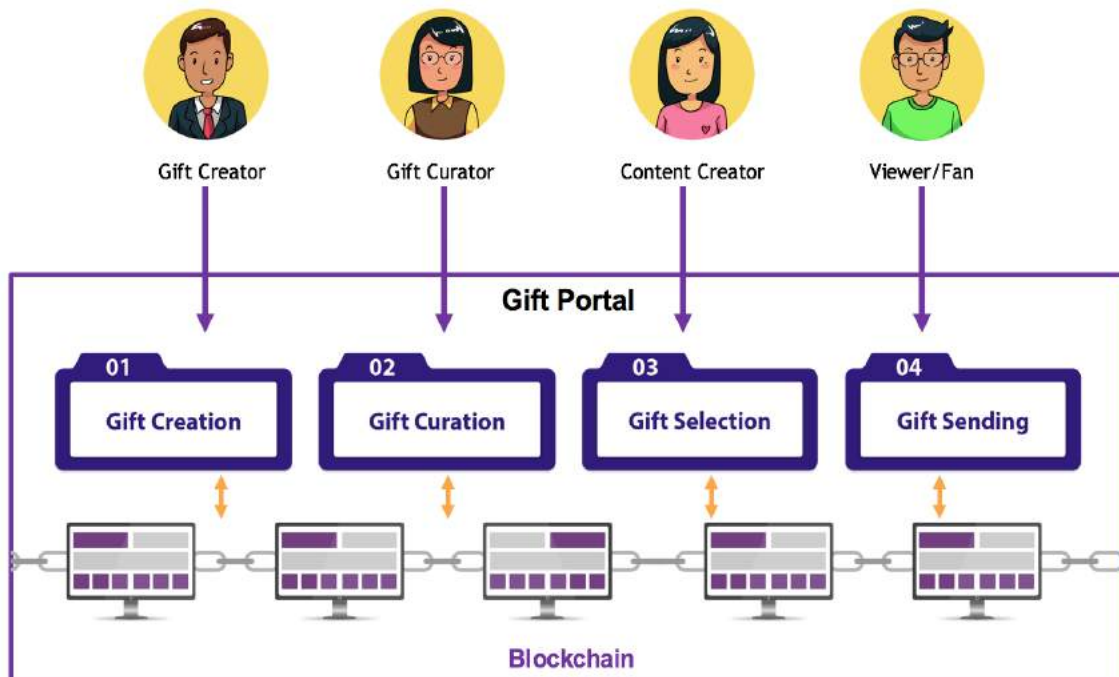 Gift Creator
Gift Curator
Content Creator
Viewer/Fan
Gift Portal
01
02
03
04
Gift Creation
Gift Curation
Gift Selection
Gift Sending
Blockchain